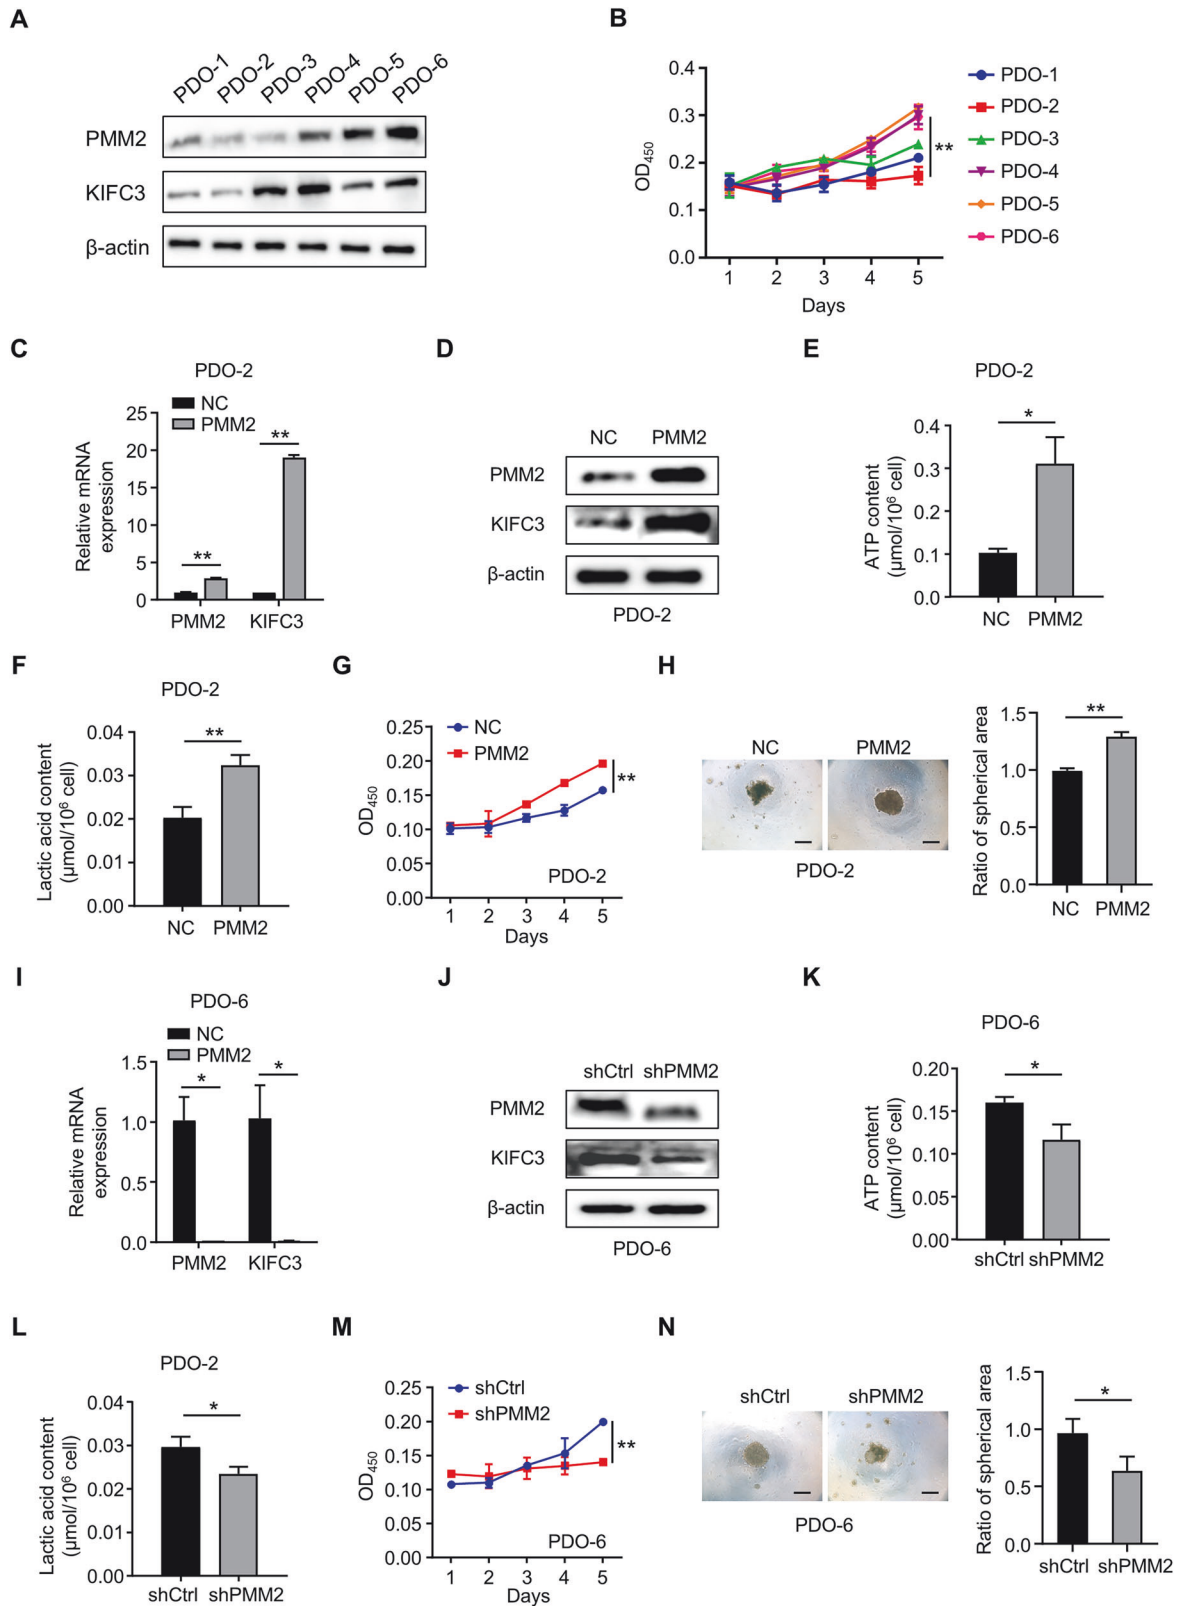 A
PDO-1
PDO-2
PDO-3
PDO-4
PDO-5
PDO-6
PMM2
KIFC3
β-actin
B
0.4
0.3
0.2
0.1
0.0
OD450
1 2 3 4 5
Days
**
PDO-1
PDO-2
PDO-3
PDO-4
PDO-5
PDO-6
C
PDO-2
NC
PMM2
25
20
15
10
5
0
Relative mRNA
expression
**
**
PMM2 KIFC3
D
NC PMM2
PMM2
KIFC3
β-actin
PDO-2
E
PDO-2
0.4
0.3
0.2
0.1
0.0
ATP content
(μmol/10⁶ cell)
*
NC PMM2
F
PDO-2
0.04
0.03
0.02
0.01
0.00
Lactic acid content
(μmol/10⁶ cell)
**
NC PMM2
G
0.25
0.20
0.15
0.10
0.05
0.00
OD450
NC
PMM2
**
PDO-2
1 2 3 4 5
Days
H
NC PMM2
PDO-2
1.5
1.0
0.5
0.0
Ratio of spherical area
**
NC PMM2
I
PDO-6
NC
PMM2
1.5
1.0
0.5
0.0
Relative mRNA
expression
*
*
PMM2 KIFC3
J
shCtrl shPMM2
PMM2
KIFC3
β-actin
PDO-6
K
PDO-6
0.20
0.15
0.10
0.05
0.00
ATP content
(μmol/10⁶ cell)
*
shCtrl shPMM2
L
PDO-2
0.04
0.03
0.02
0.01
0.00
Lactic acid content
(μmol/10⁶ cell)
*
shCtrl shPMM2
M
0.25
0.20
0.15
0.10
0.05
0.00
OD450
shCtrl
shPMM2
**
PDO-6
1 2 3 4 5
Days
N
shCtrl shPMM2
PDO-6
1.5
1.0
0.5
0.0
Ratio of spherical area
*
shCtrl shPMM2